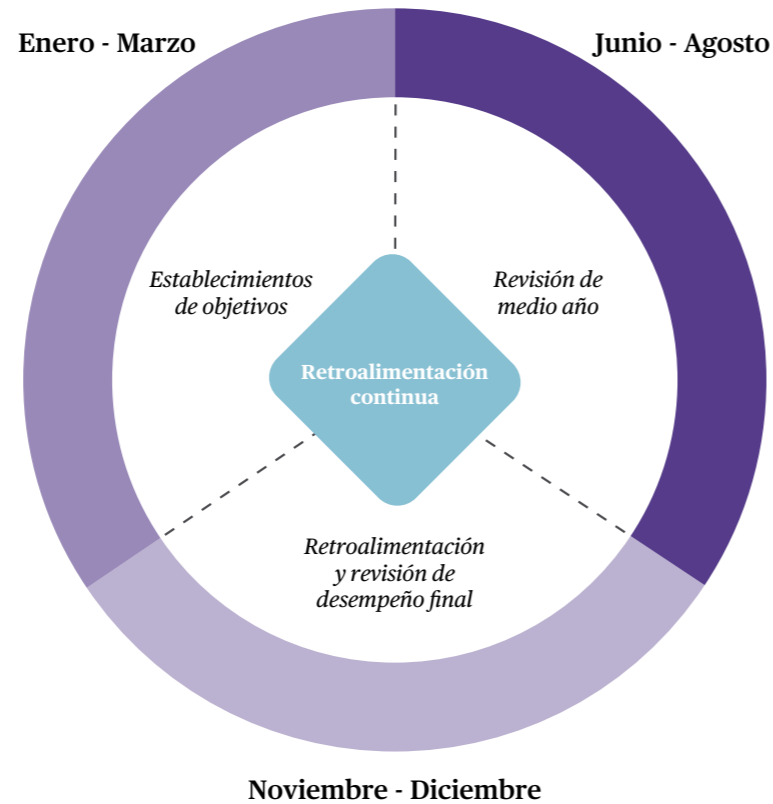 Enero - Marzo
Junio - Agosto
Establecimientos
de objetivos
Revisión de
medio año
Retroalimentación
continua
Retroalimentación
y revisión de
desempeño final
Noviembre - Diciembre